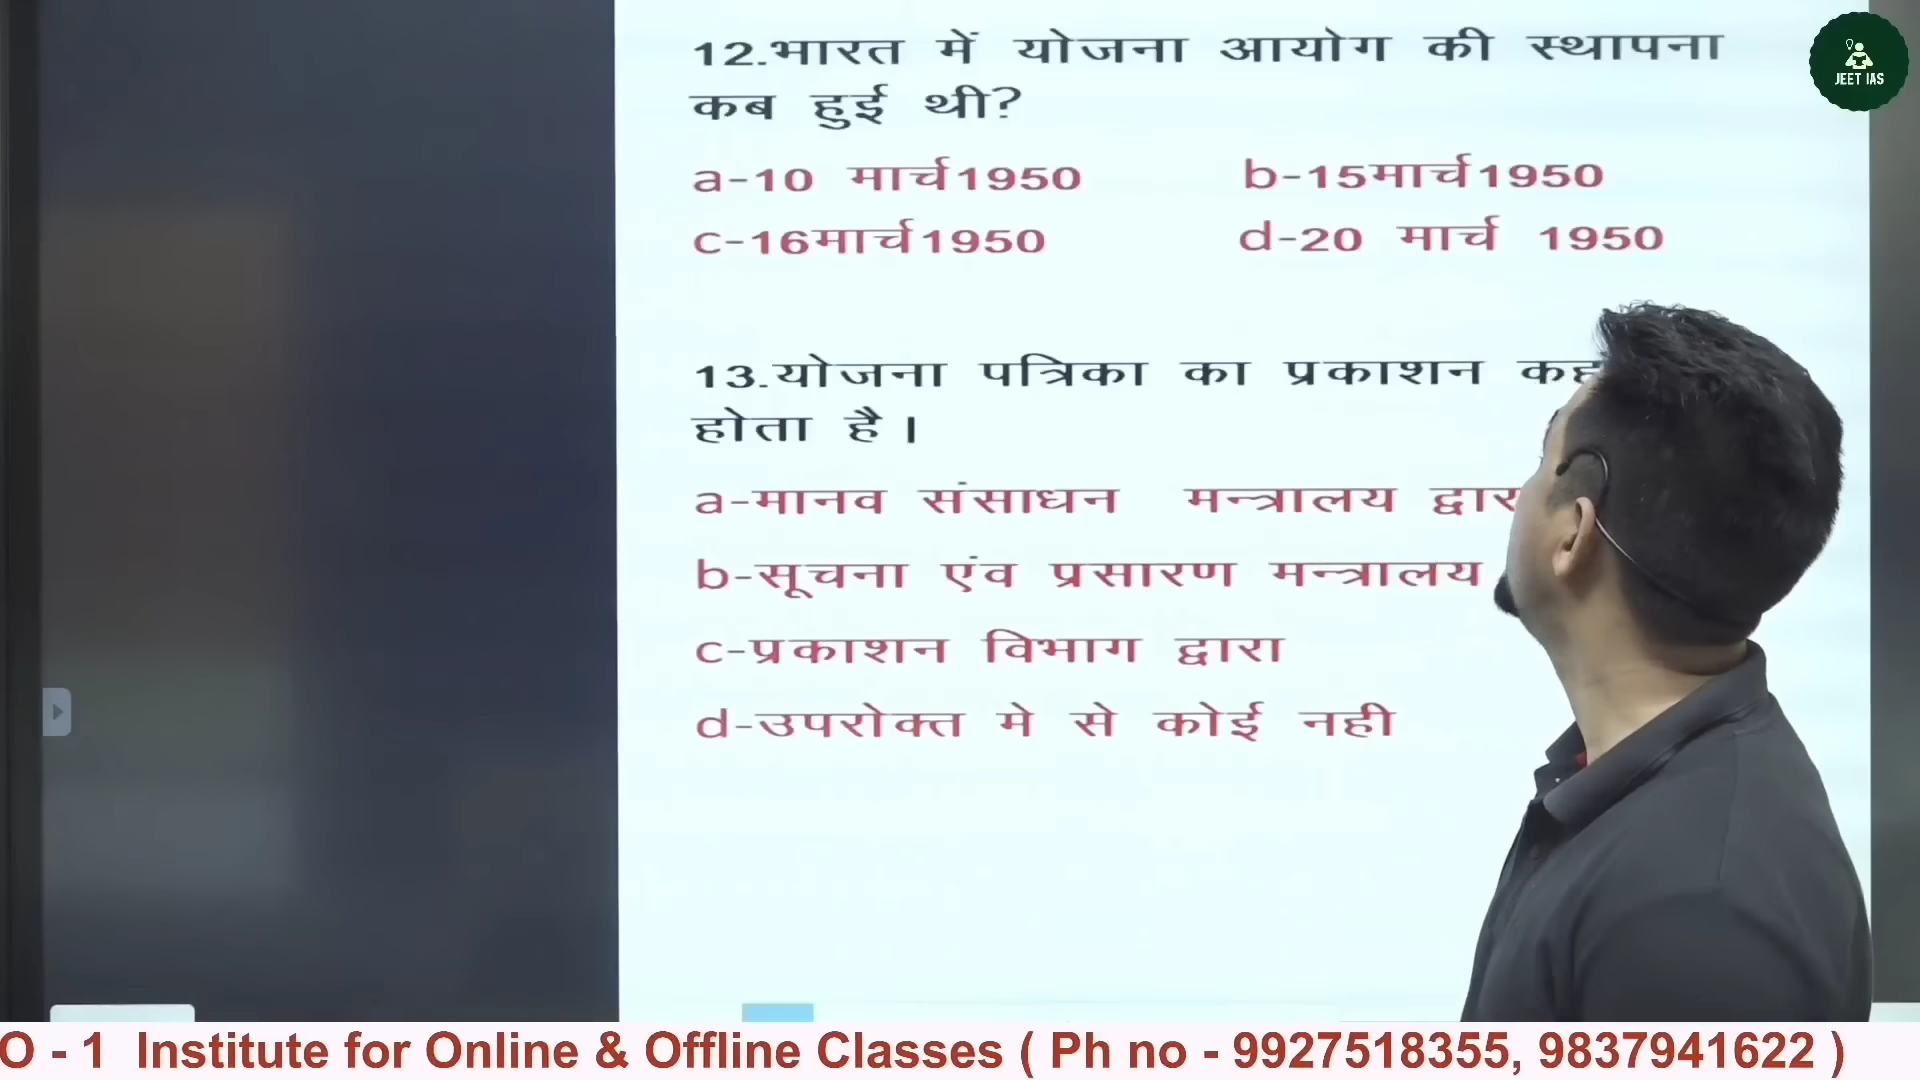 12.भारत में योजना आयोग की स्थापना
कब हुई थी?
a-10 मार्च1950 b-15मार्च1950
c-16मार्च1950 d-20 मार्च 1950
13.योजना पत्रिका का प्रकाशन
होता है।
a-मानव संसाधन मन्त्रालय
b-सूचना एंव प्रसारण मन्त्रालय
c-प्रकाशन विभाग द्वारा
d-उपरोक्त मे से कोई नही
JEET IAS
O - 1 Institute for Online & Offline Classes ( Ph no - 9927518355, 9837941622 )